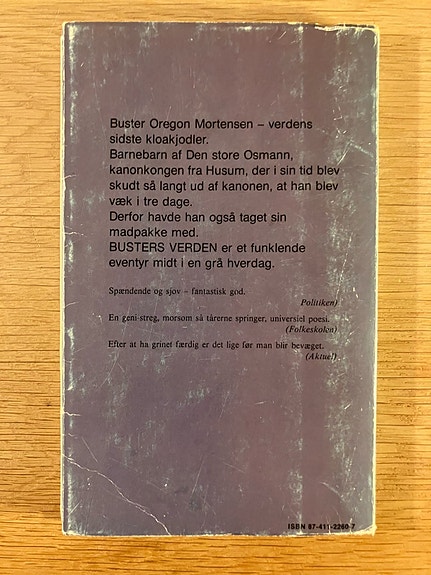 Buster Oregon Mortensen – verdens
sidste kloakjodler.
Barnebarn af Den store Osmann,
kanonkongen fra Husum, der i sin tid blev
skudt så langt ud af kanonen, at han blev
væk i tre dage.
Derfor havde han også taget sin
madpakke med.
BUSTERS VERDEN er et funklende
eventyr midt i en grå hverdag.
Spændende og sjov – fantastisk god.
Politiken)
En geni-streg, morsom så tårerne springer, universiel poesi.
(Folkeskolen)
Efter at ha grinet færdig er det lige før man blir bevæget.
(Aktuel)
ISBN 87-411-2260-7